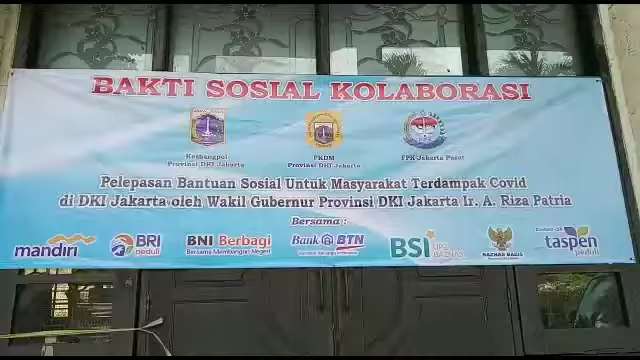 BAKTI SOSIAL KOLABORASI
Kesbangpol
Provinsi DKI Jakarta
FKDM
Provinsi DKI Jakarta
FPK Jakarta Pusat
Pelepasan Bantuan Sosial Untuk Masyarakat Terdampak Covid
di DKI Jakarta oleh Wakil Gubernur Provinsi DKI Jakarta Ir. A. Riza Patria
Bersama :
mandiri
BRI
peduli
BNI Berbagi
Bersama Membangun Negeri
Bank BTN
BSI
UPZ
BAZNAS
BAZNAS BAZIS
taspen
peduli